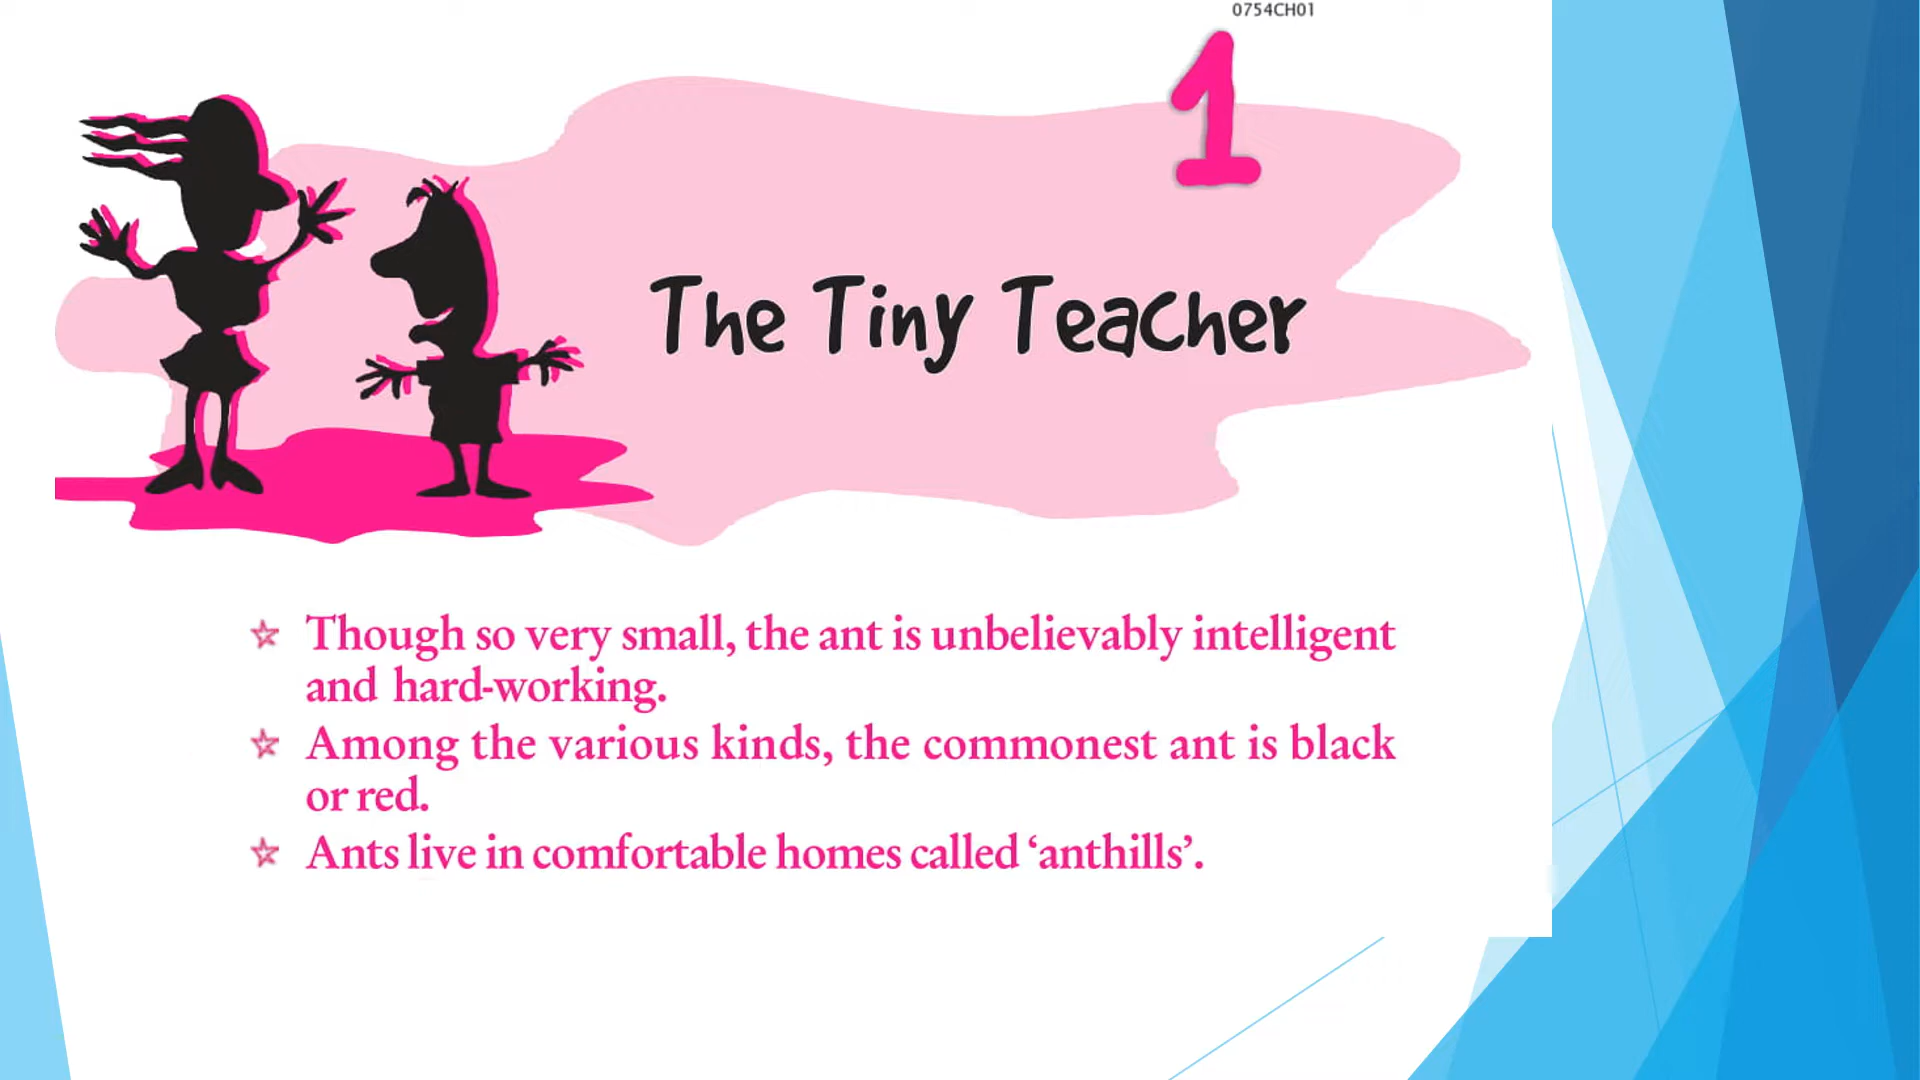 0754CH01
1
The Tiny Teacher
Though so very small, the ant is unbelievably intelligent
and hard-working.
Among the various kinds, the commonest ant is black
or red.
Ants live in comfortable homes called ‘anthills’.